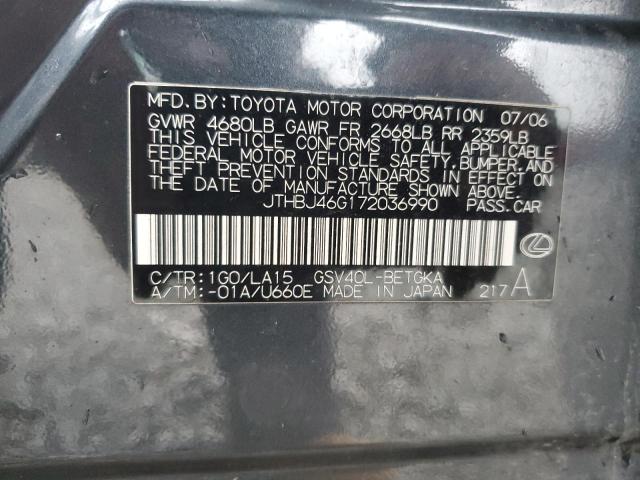 MFD. BY: TOYOTA MOTOR CORPORATION 07/06
GVWR 4680LB GAWR FR 2668LB RR 2359LB
THIS VEHICLE CONFORMS TO ALL APPLICABLE
FEDERAL MOTOR VEHICLE SAFETY, BUMPER, AND
THEFT PREVENTION STANDARDS IN EFFECT ON
THE DATE OF MANUFACTURE SHOWN ABOVE.
JTHBJ46G172036990 PASS. CAR
C/TR: 1G0/LA15 GSV40L-BETGKA
A/TM: -01A/U660E MADE IN JAPAN 217 A